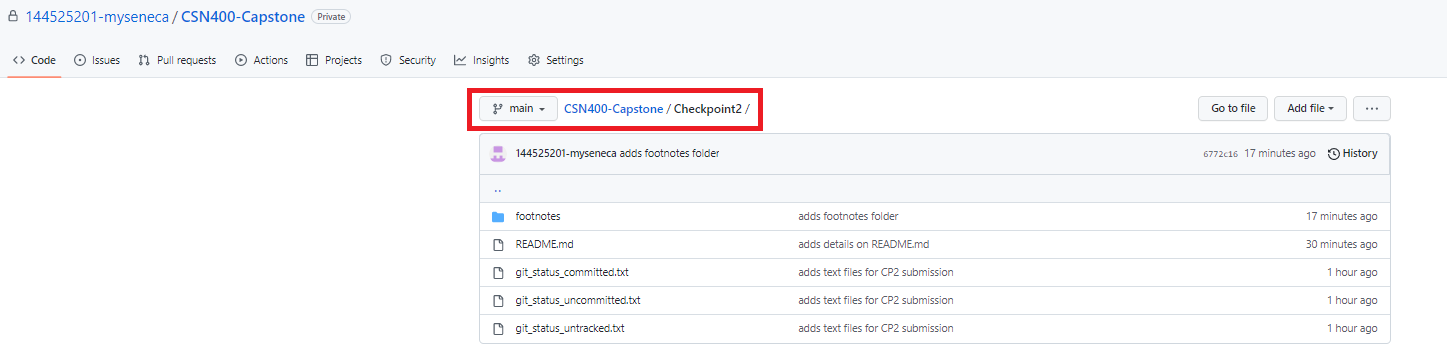 144525201-myseneca / CSN400-Capstone Private
Code Issues Pull requests Actions Projects Security Insights Settings
main CSN400-Capstone / Checkpoint2 / Go to file Add file ...
144525201-myseneca adds footnotes folder 6772c16 17 minutes ago History
..
footnotes adds footnotes folder 17 minutes ago
README.md adds details on README.md 30 minutes ago
git_status_committed.txt adds text files for CP2 submission 1 hour ago
git_status_uncommitted.txt adds text files for CP2 submission 1 hour ago
git_status_untracked.txt adds text files for CP2 submission 1 hour ago